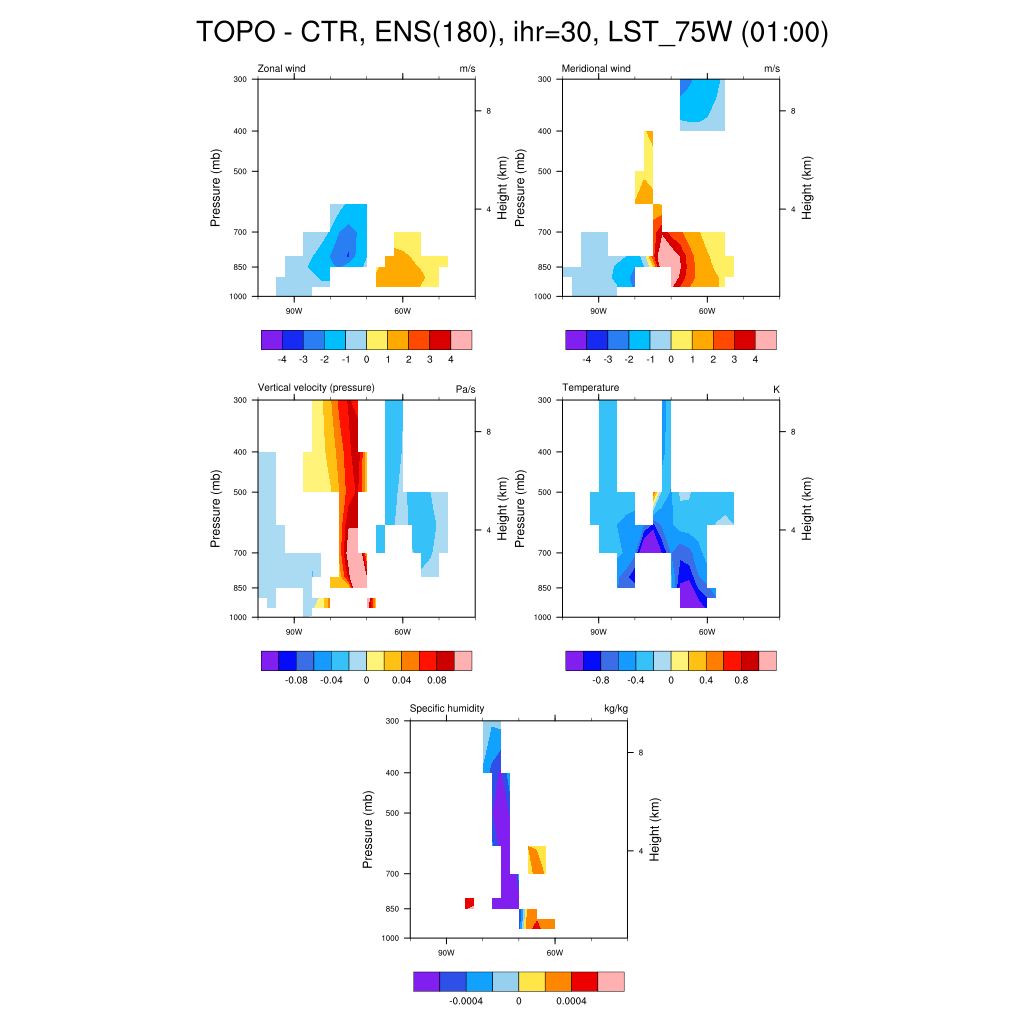 TOPO - CTR, ENS(180), ihr=30, LST_75W (01:00)
Zonal wind m/s
300
400
500
700
850
1000
Pressure (mb)
8
4
Height (km)
90W 60W
-4 -3 -2 -1 0 1 2 3 4
Meridional wind m/s
300
400
500
700
850
1000
Pressure (mb)
8
4
Height (km)
90W 60W
-4 -3 -2 -1 0 1 2 3 4
Vertical velocity (pressure) Pa/s
300
400
500
700
850
1000
Pressure (mb)
8
4
Height (km)
90W 60W
-0.08 -0.04 0 0.04 0.08
Temperature K
300
400
500
700
850
1000
Pressure (mb)
8
4
Height (km)
90W 60W
-0.8 -0.4 0 0.4 0.8
Specific humidity kg/kg
300
400
500
700
850
1000
Pressure (mb)
8
4
Height (km)
90W 60W
-0.0004 0 0.0004